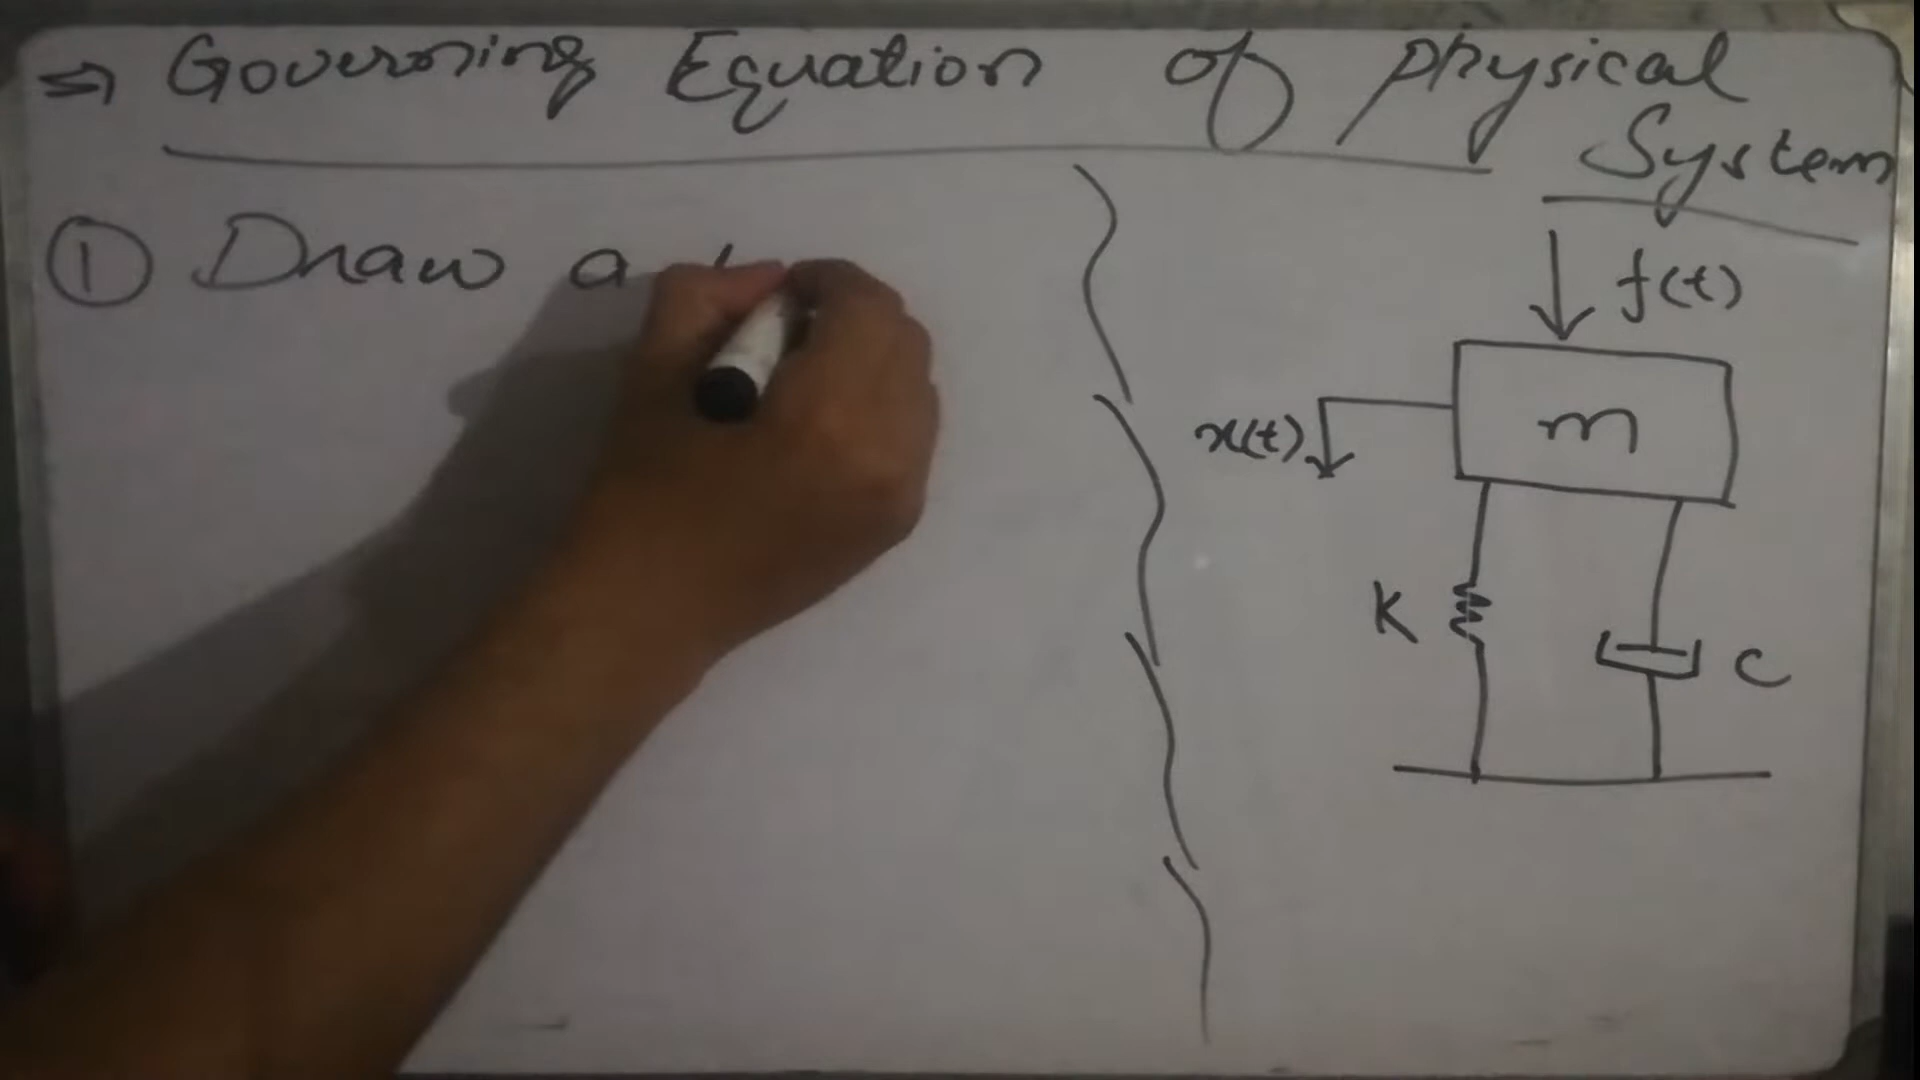 ⇒ Governing Equation of physical
System
① Draw a
f(t)
m
x(t)
K
C